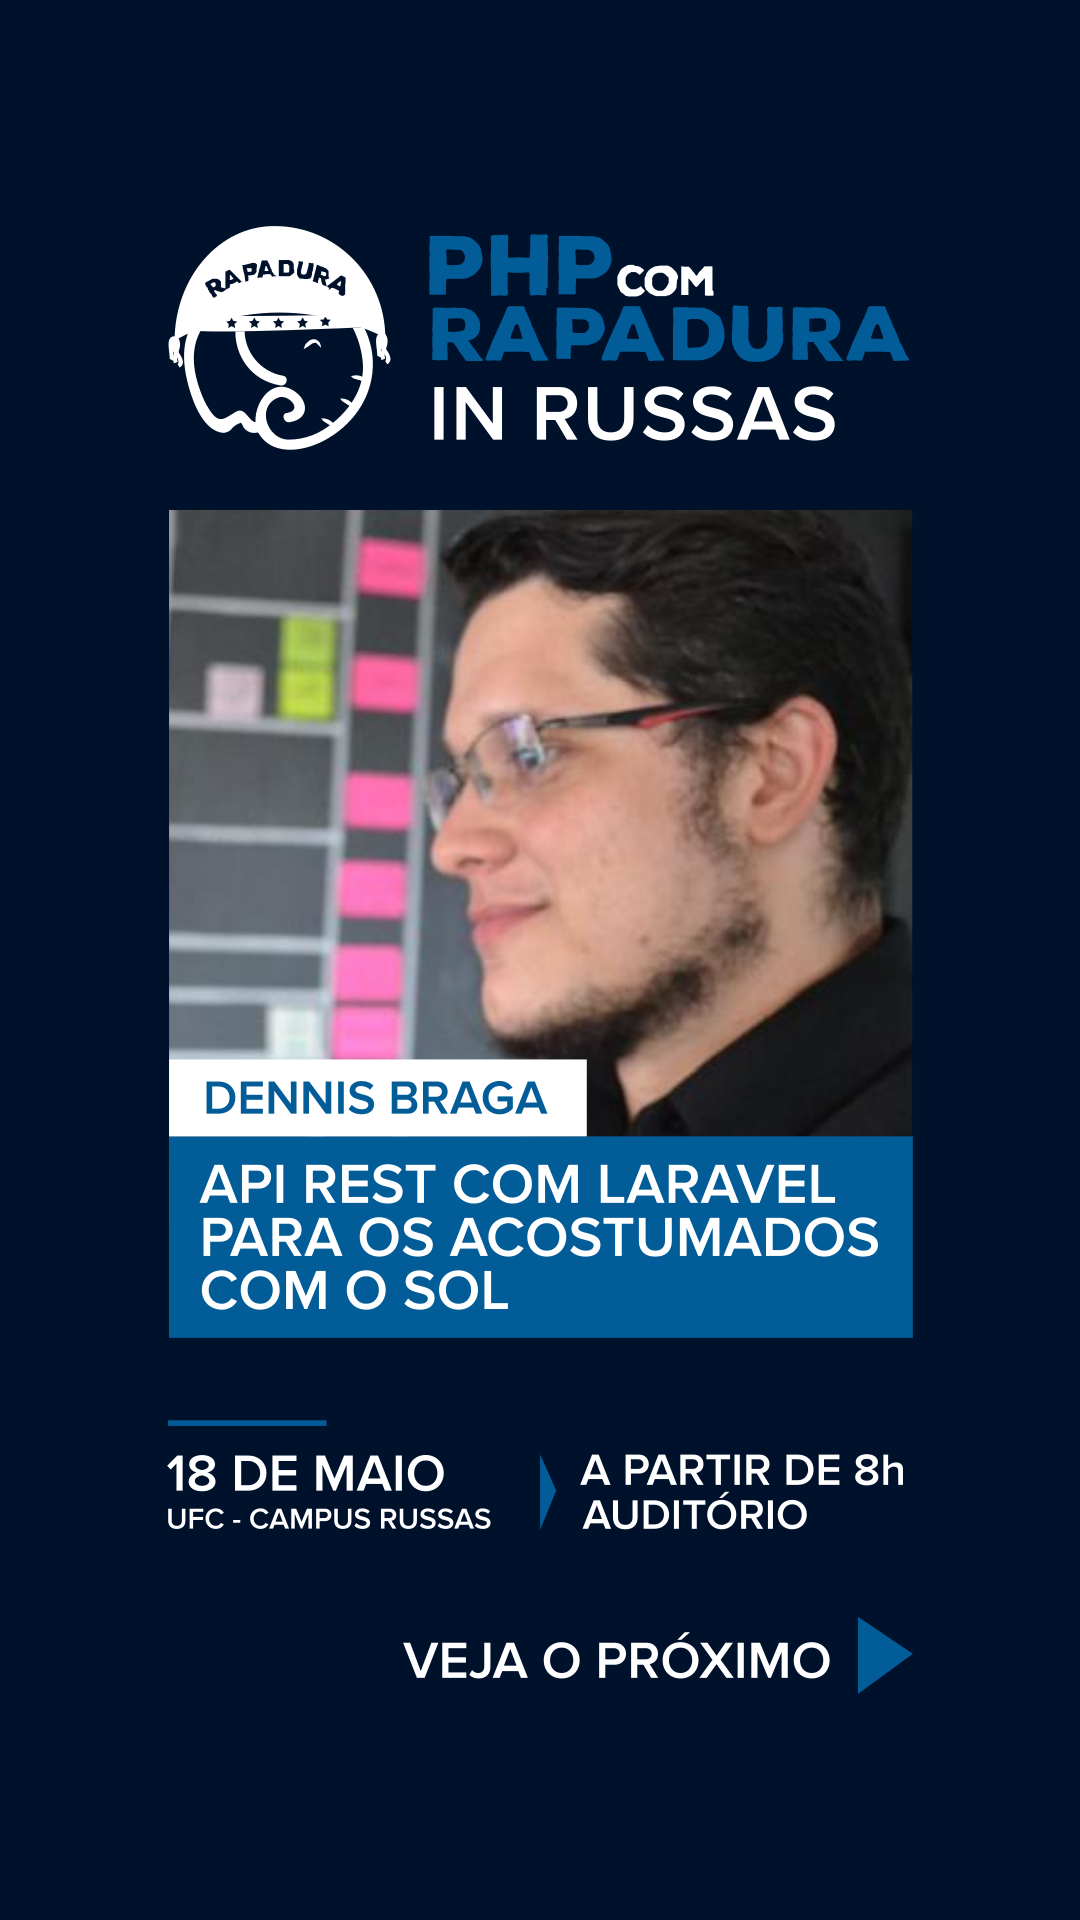 RAPADURA
PHP COM
RAPADURA
IN RUSSAS
DENNIS BRAGA
API REST COM LARAVEL
PARA OS ACOSTUMADOS
COM O SOL
18 DE MAIO
UFC - CAMPUS RUSSAS
A PARTIR DE 8h
AUDITÓRIO
VEJA O PRÓXIMO